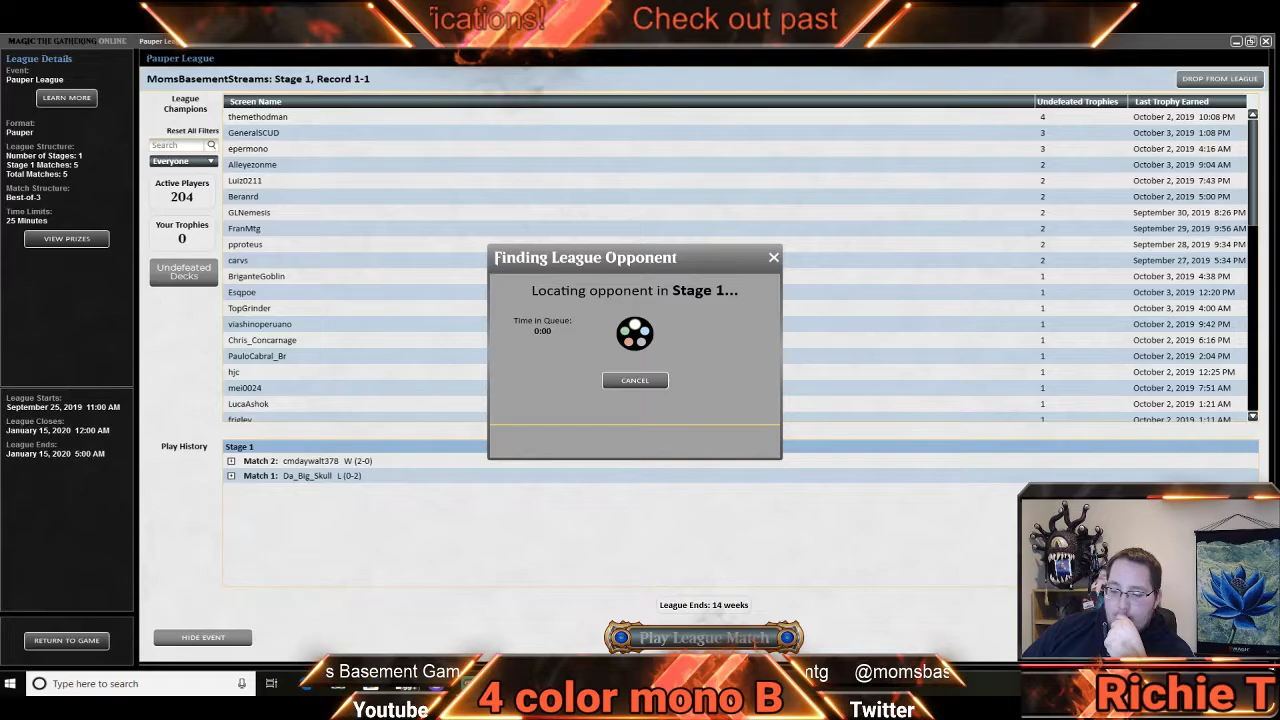 ifications!
Check out past
MAGIC THE GATHERING ONLINE
Pauper Le
League Details
Event:
Pauper League
LEARN MORE
Format:
Pauper
League Structure:
Number of Stages: 1
Stage 1 Matches: 5
Total Matches: 5
Match Structure:
Best-of-3
Time Limits:
25 Minutes
VIEW PRIZES
League Starts:
September 25, 2019 11:00 AM
League Closes:
January 15, 2020 12:00 AM
League Ends:
January 15, 2020 5:00 AM
RETURN TO GAME
Pauper League
MomsBasementStreams: Stage 1, Record 1-1
DROP FROM LEAGUE
League
Champions
Reset All Filters
Search
Everyone
Active Players
204
Your Trophies
0
Undefeated
Decks
Screen Name Undefeated Trophies Last Trophy Earned
themethodman 4 October 2, 2019 10:08 PM
GeneralSCUD 3 October 3, 2019 1:08 PM
epermono 3 October 2, 2019 4:16 AM
Alleyezonme 2 October 3, 2019 9:04 AM
Luiz0211 2 October 2, 2019 7:43 PM
Beranrd 2 October 2, 2019 5:00 PM
GLNemesis 2 September 30, 2019 8:26 PM
FranMtg 2 September 29, 2019 9:56 AM
pproteus 2 September 28, 2019 9:34 PM
carvs 2 September 27, 2019 5:34 PM
BriganteGoblin 1 October 3, 2019 4:38 PM
Esqpoe 1 October 3, 2019 12:20 PM
TopGrinder 1 October 3, 2019 4:00 AM
viashinoperuano 1 October 2, 2019 9:42 PM
Chris_Concarnage 1 October 2, 2019 6:16 PM
PauloCabral_Br 1 October 2, 2019 2:04 PM
hjc 1 October 2, 2019 12:25 PM
mei0024 1 October 2, 2019 7:51 AM
LucaAshok 1 October 2, 2019 1:21 AM
frigley 1 October 2, 2019 1:11 AM
Finding League Opponent
Locating opponent in Stage 1...
Time in Queue:
0:00
CANCEL
Play History
Stage 1
Match 2: cmdaywalt378 W (2-0)
Match 1: Da_Big_Skull L (0-2)
League Ends: 14 weeks
HIDE EVENT
Play League Match
Type here to search
s Basement Gam
mtg @momsbas
Youtube
4 color mono B
Twitter
Richie T